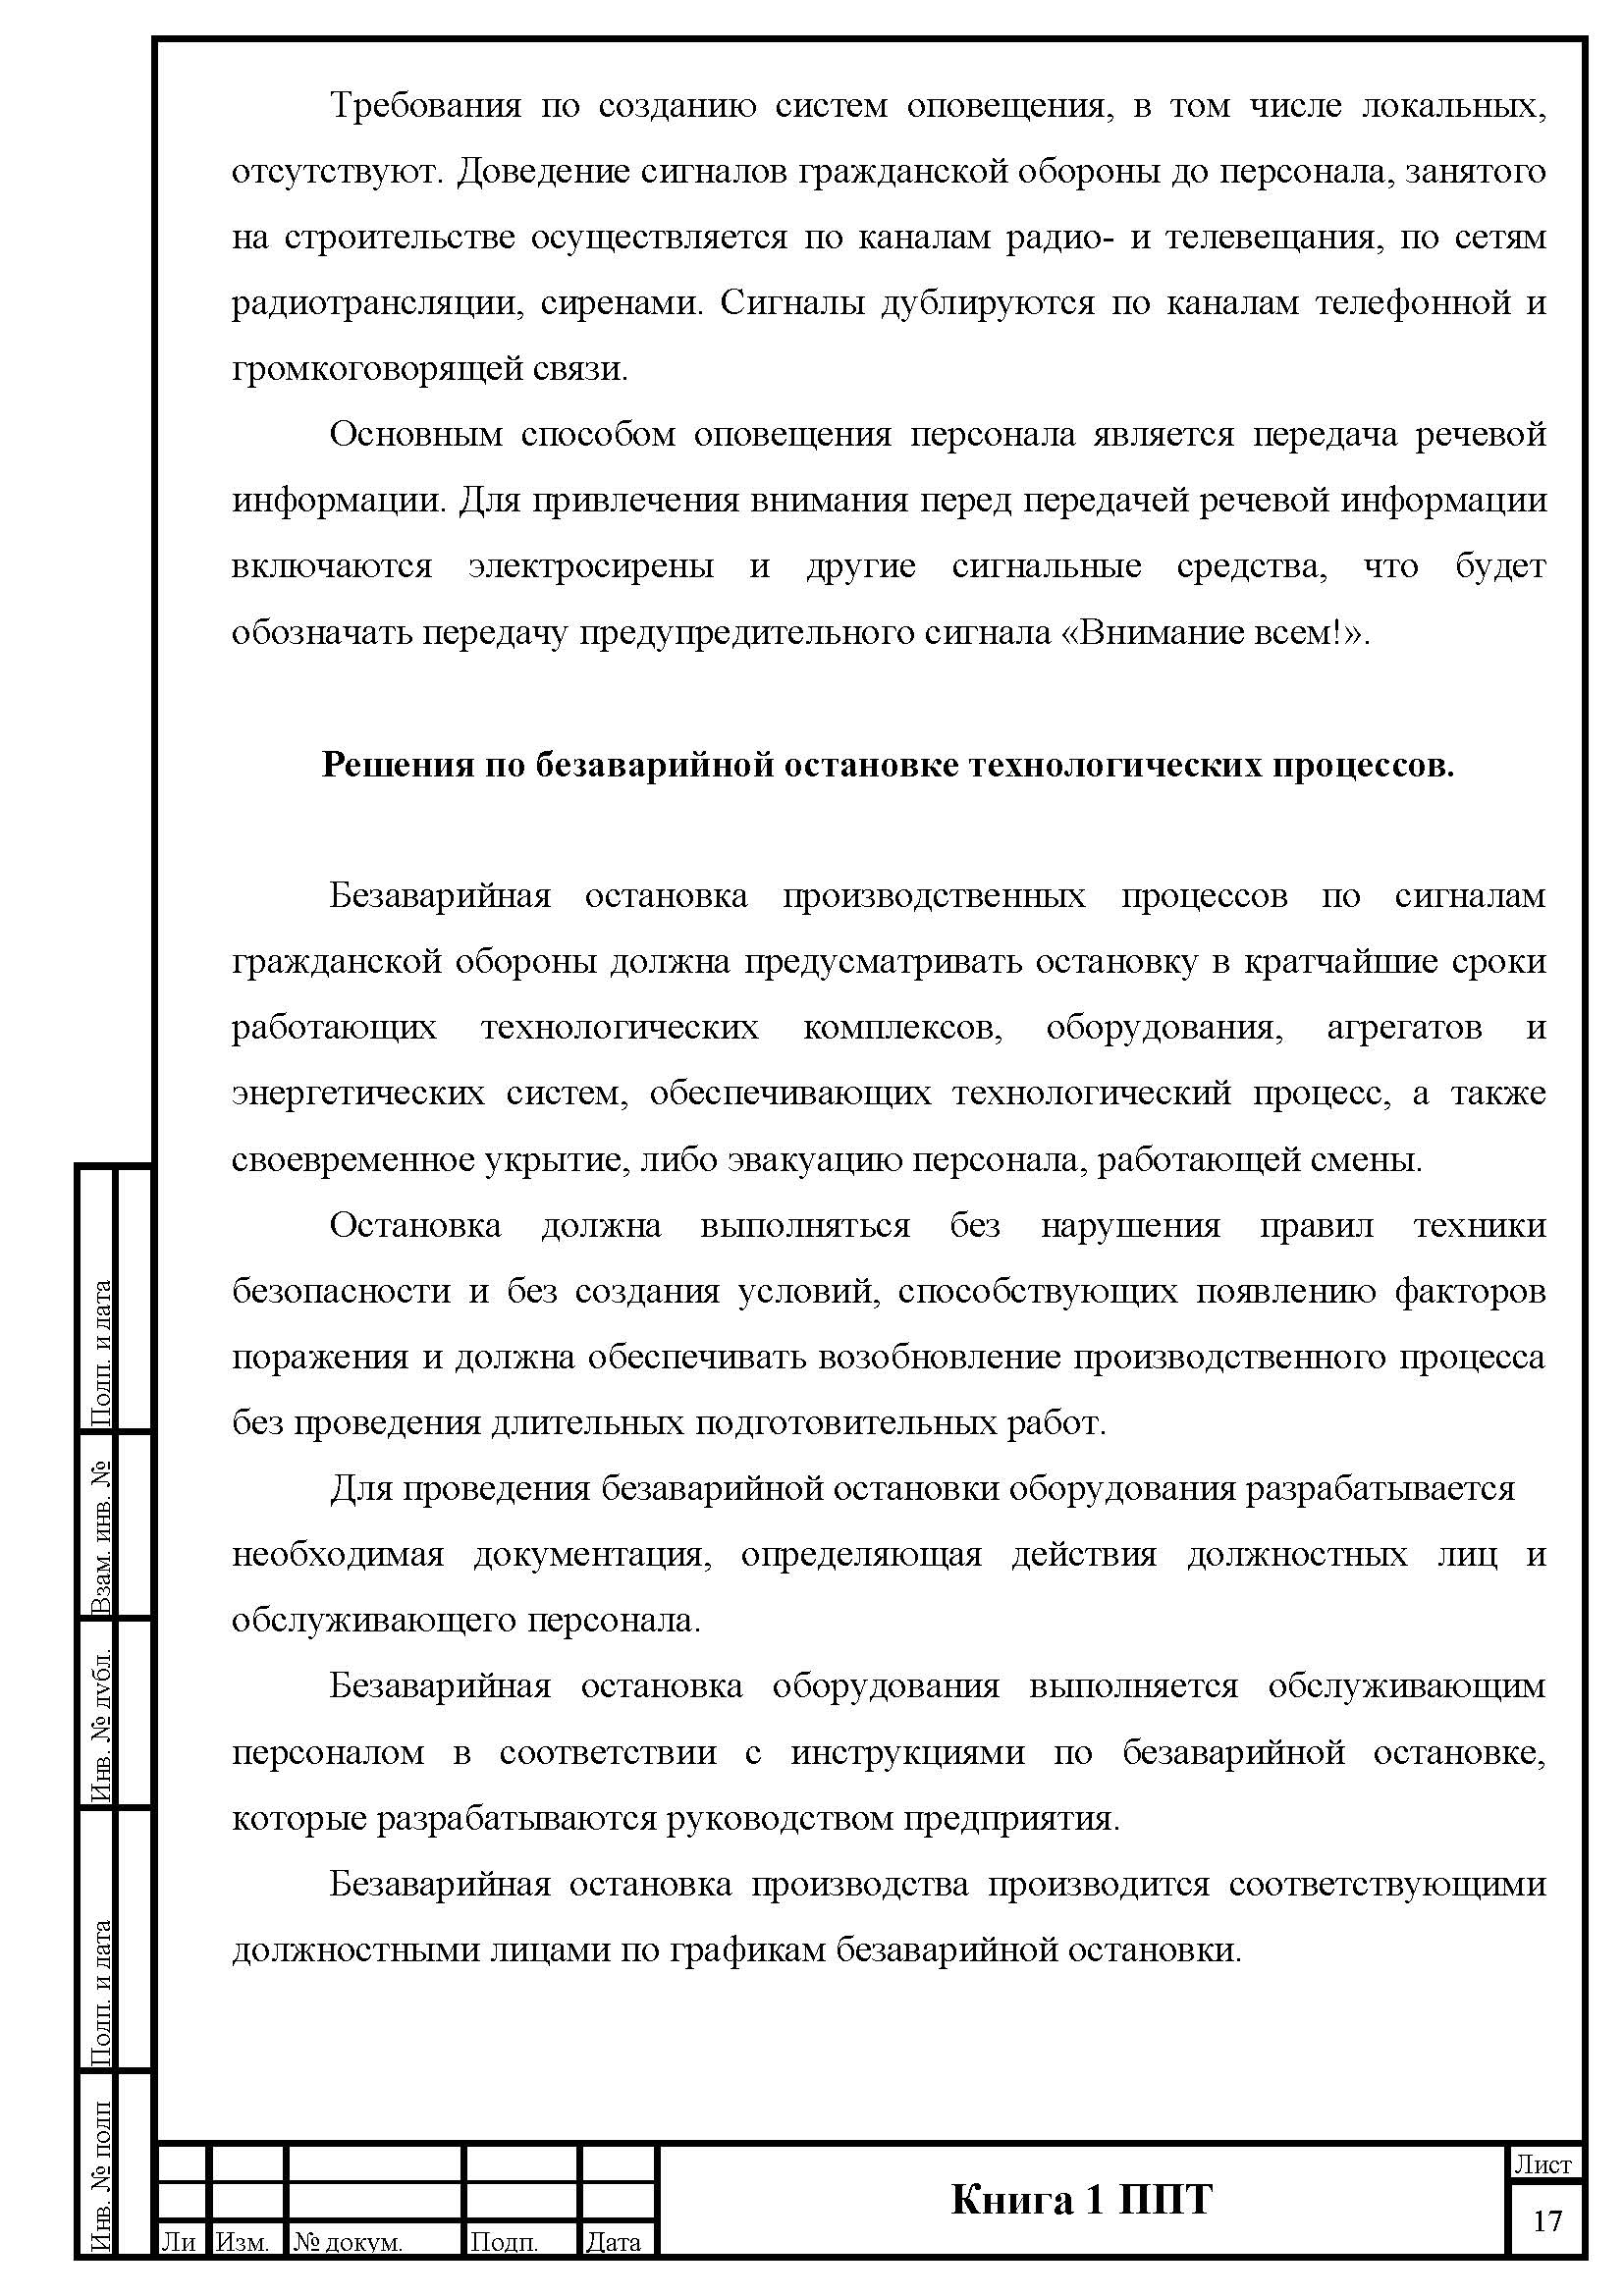 Требования по созданию систем оповещения, в том числе локальных,
отсутствуют. Доведение сигналов гражданской обороны до персонала, занятого
на строительстве осуществляется по каналам радио- и телевещания, по сетям
радиотрансляции, сиренами. Сигналы дублируются по каналам телефонной и
громкоговорящей связи.
Основным способом оповещения персонала является передача речевой
информации. Для привлечения внимания перед передачей речевой информации
включаются электросирены и другие сигнальные средства, что будет
обозначать передачу предупредительного сигнала «Внимание всем!».
Решения по безаварийной остановке технологических процессов.
Безаварийная остановка производственных процессов по сигналам
гражданской обороны должна предусматривать остановку в кратчайшие сроки
работающих технологических комплексов, оборудования, агрегатов и
энергетических систем, обеспечивающих технологический процесс, а также
своевременное укрытие, либо эвакуацию персонала, работающей смены.
Остановка должна выполняться без нарушения правил техники
безопасности и без создания условий, способствующих появлению факторов
поражения и должна обеспечивать возобновление производственного процесса
без проведения длительных подготовительных работ.
Для проведения безаварийной остановки оборудования разрабатывается
необходимая документация, определяющая действия должностных лиц и
обслуживающего персонала.
Безаварийная остановка оборудования выполняется обслуживающим
персоналом в соответствии с инструкциями по безаварийной остановке,
которые разрабатываются руководством предприятия.
Безаварийная остановка производства производится соответствующими
должностными лицами по графикам безаварийной остановки.
Подп. и дата
Взам. инв. №
Инв. № дубл.
Подп. и дата
Инв. № подп
Ли Изм. № докум. Подп. Дата
Книга 1 ППТ
Лист
17